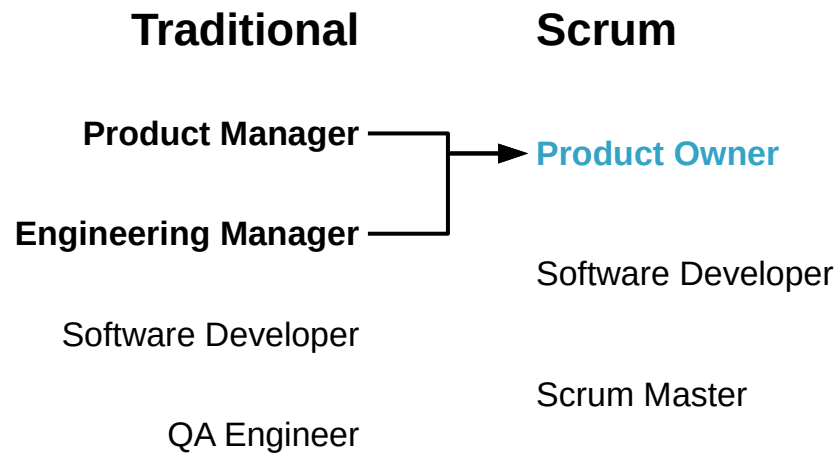 Traditional
Scrum
Product Manager
Product Owner
Engineering Manager
Software Developer
Software Developer
Scrum Master
QA Engineer